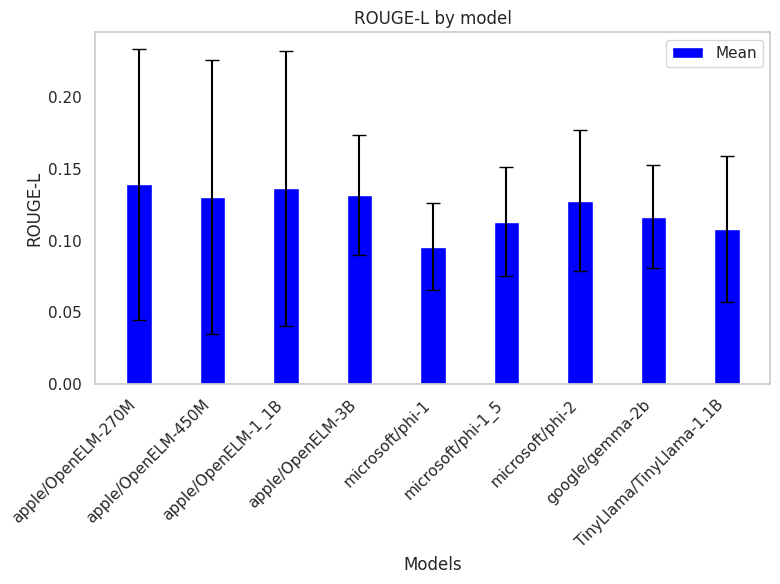 ROUGE-L by model
Mean
ROUGE-L
0.20
0.15
0.10
0.05
0.00
apple/OpenELM-270M
apple/OpenELM-450M
apple/OpenELM-1_1B
apple/OpenELM-3B
microsoft/phi-1
microsoft/phi-1_5
microsoft/phi-2
google/gemma-2b
TinyLlama/TinyLlama-1.1B
Models